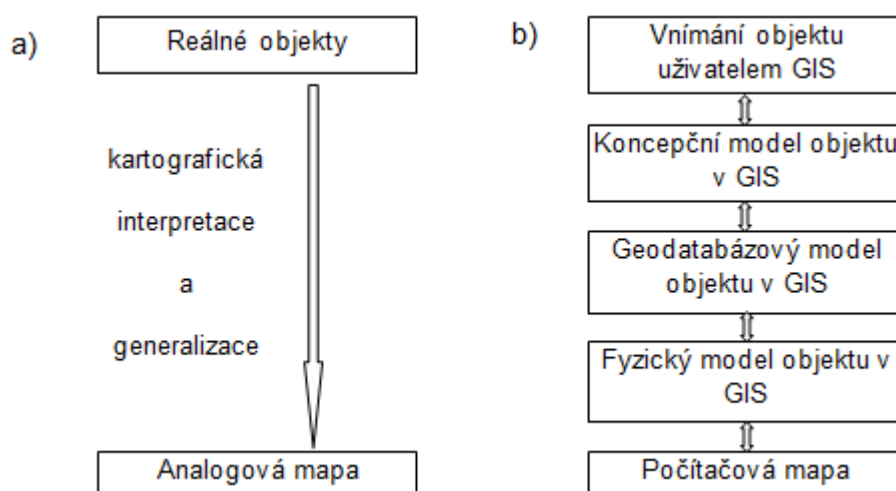 a)
Reálné objekty
kartografická
interpretace
a
generalizace
Analogová mapa
b)
Vnímání objektu
uživatelem GIS
Koncepční model objektu
v GIS
Geodatabázový model
objektu v GIS
Fyzický model objektu v
GIS
Počítačová mapa